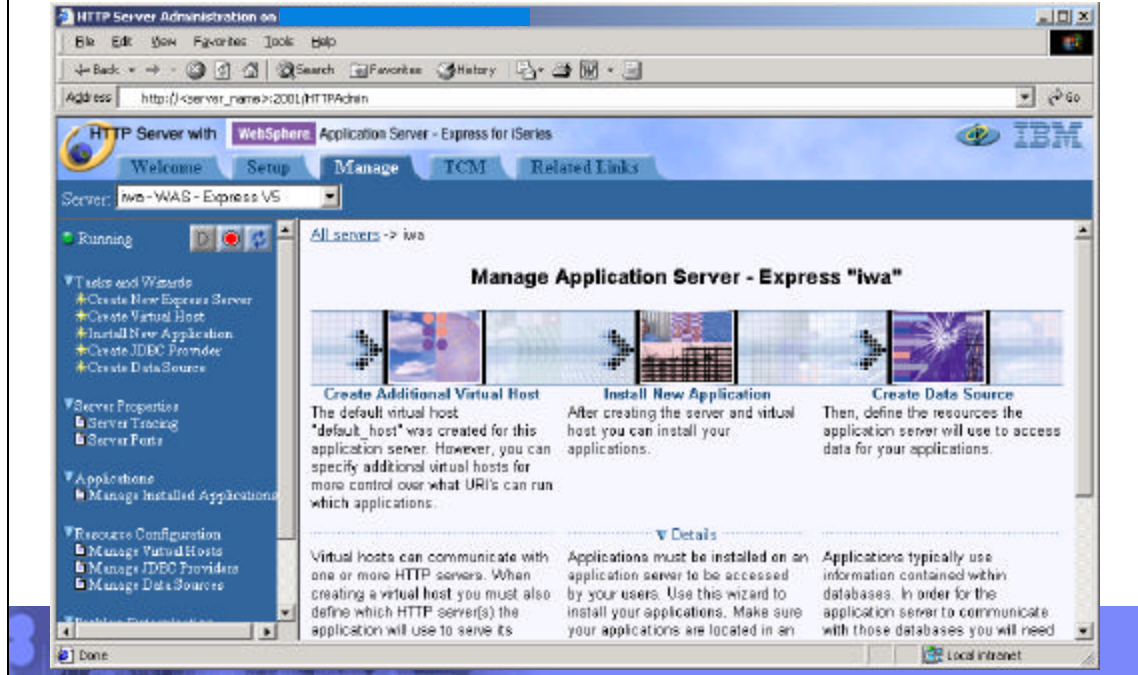 HTTP Server Administration on
File Edit View Favorites Tools Help
Back Search Favorites History
Address http://<server_name>:2001/HTTPAdmin Go
HTTP Server with WebSphere Application Server - Express for iSeries IBM
Welcome Setup Manage TCM Related Links
Server: iwa - WAS - Express V5
Running
Tasks and Wizards
Create New Express Server
Create Virtual Host
Install New Application
Create JDBC Provider
Create Data Source
Server Properties
Server Tracing
Server Ports
Applications
Manage Installed Applications
Resource Configuration
Manage Virtual Hosts
Manage JDBC Providers
Manage Data Sources
All servers -> iwa
Manage Application Server - Express "iwa"
Create Additional Virtual Host
The default virtual host
"default_host" was created for this
application server. However, you can
specify additional virtual hosts for
more control over what URI's can run
which applications.
Install New Application
After creating the server and virtual
host you can install your
applications.
Create Data Source
Then, define the resources the
application server will use to access
data for your applications.
Details
Virtual hosts can communicate with
one or more HTTP servers. When
creating a virtual host you must also
define which HTTP server(s) the
application will use to serve its
Applications must be installed on an
application server to be accessed
by your users. Use this wizard to
install your applications. Make sure
your applications are located in an
Applications typically use
information contained within
databases. In order for the
application server to communicate
with those databases you will need
Done
Local intranet